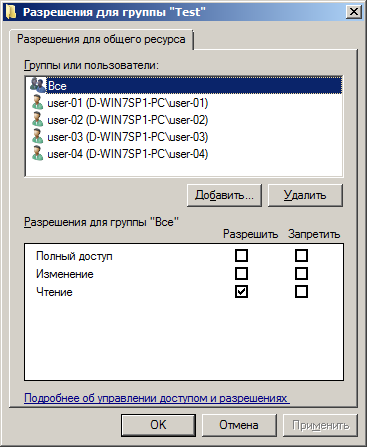 Разрешения для группы "Test"
Разрешения для общего ресурса
Группы или пользователи:
Все
user-01 (D-WIN7SP1-PC\user-01)
user-02 (D-WIN7SP1-PC\user-02)
user-03 (D-WIN7SP1-PC\user-03)
user-04 (D-WIN7SP1-PC\user-04)
Добавить... Удалить
Разрешения для группы "Все" Разрешить Запретить
Полный доступ
Изменение
Чтение
Подробнее об управлении доступом и разрешениях
OK Отмена Применить